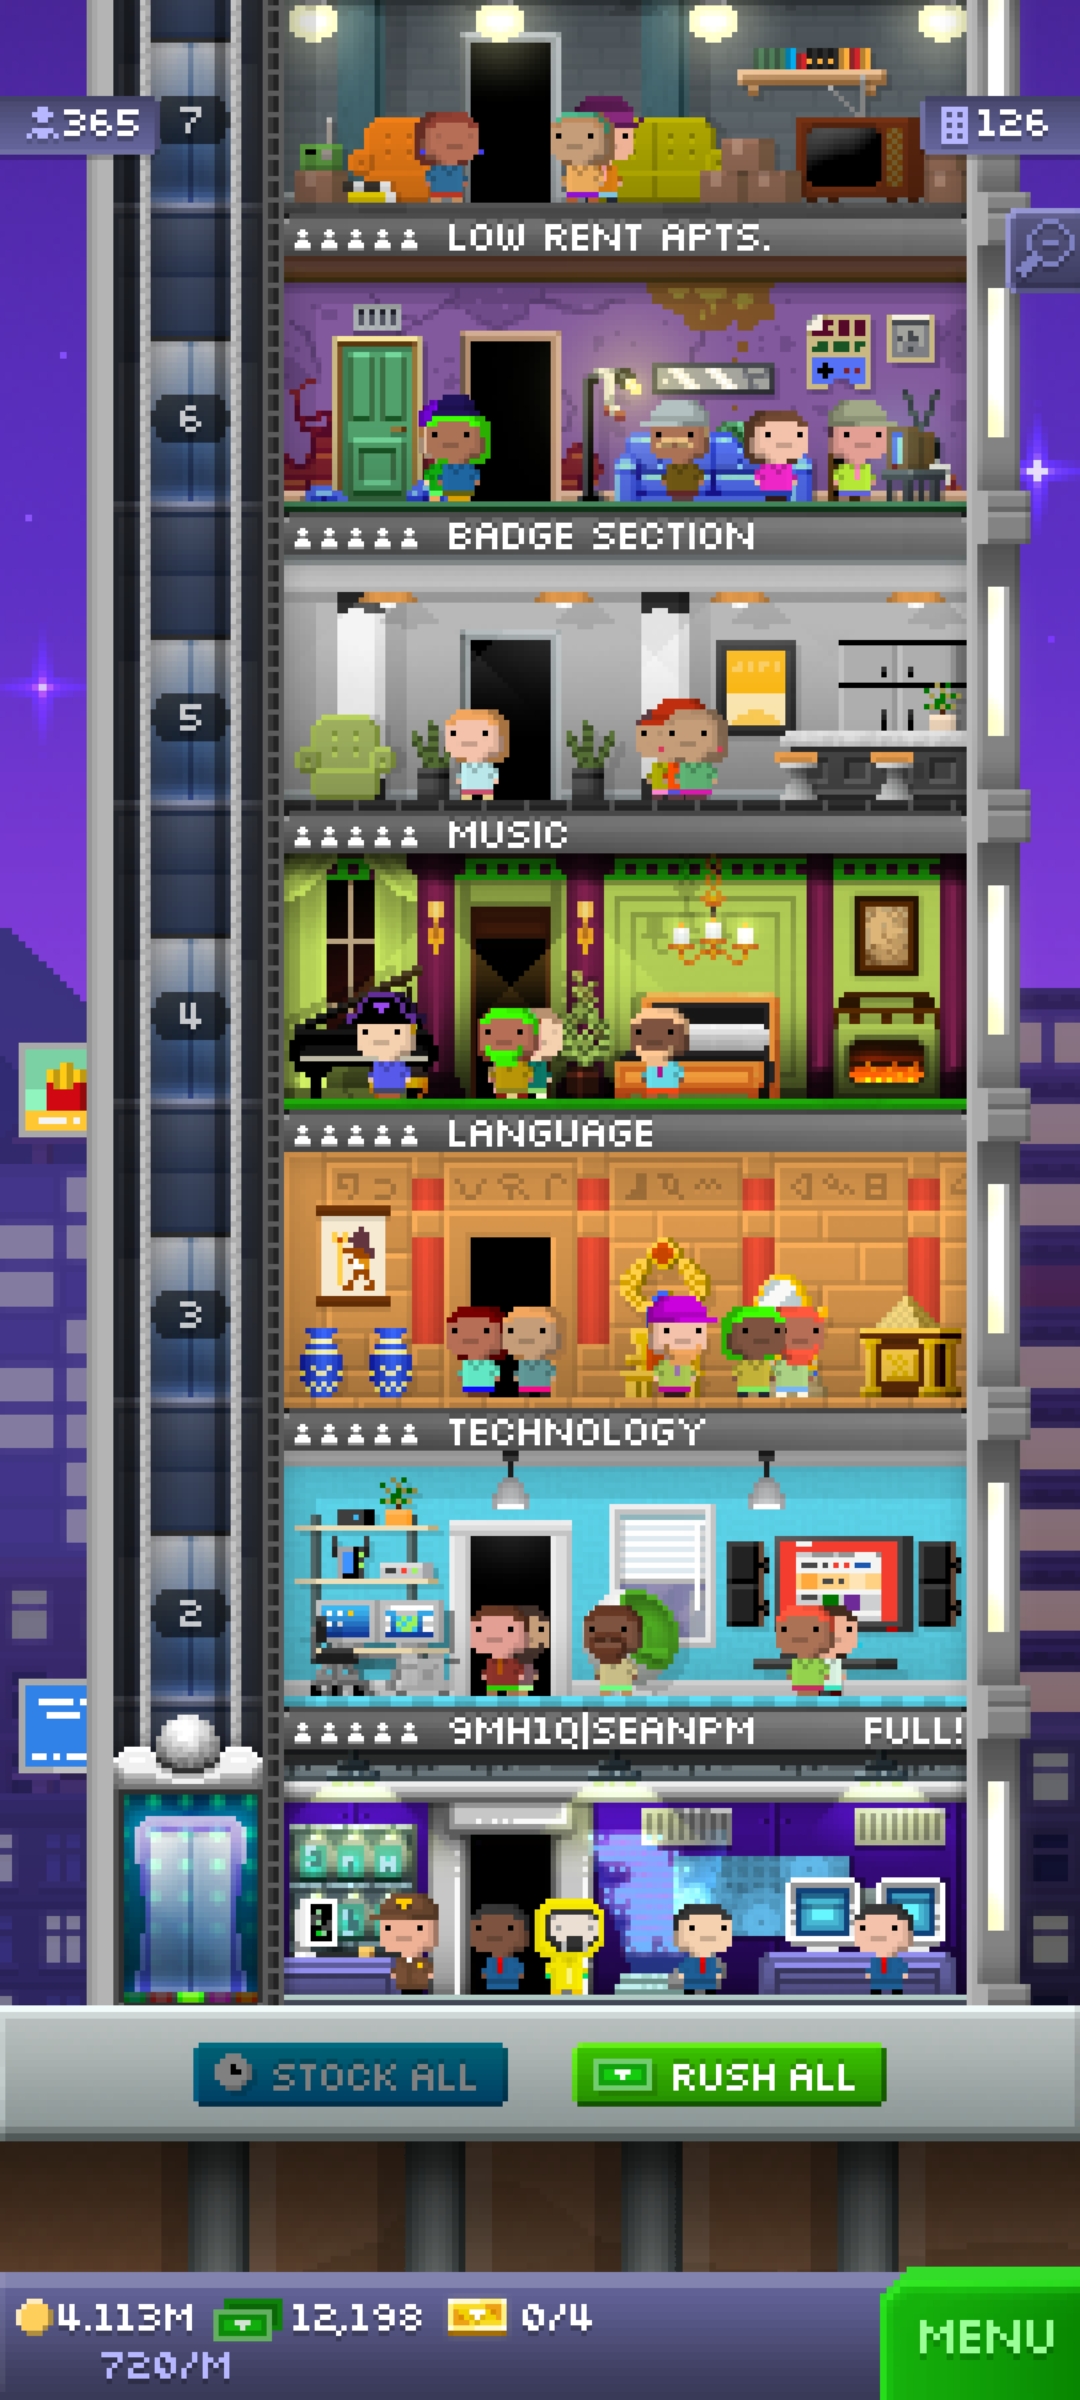 365
7
126
LOW RENT APTS.
6
BADGE SECTION
5
MUSIC
4
LANGUAGE
3
TECHNOLOGY
2
9MH1Q|SEANPM FULL!
STOCK ALL
RUSH ALL
4.113M 12,198 0/4
720/M
MENU